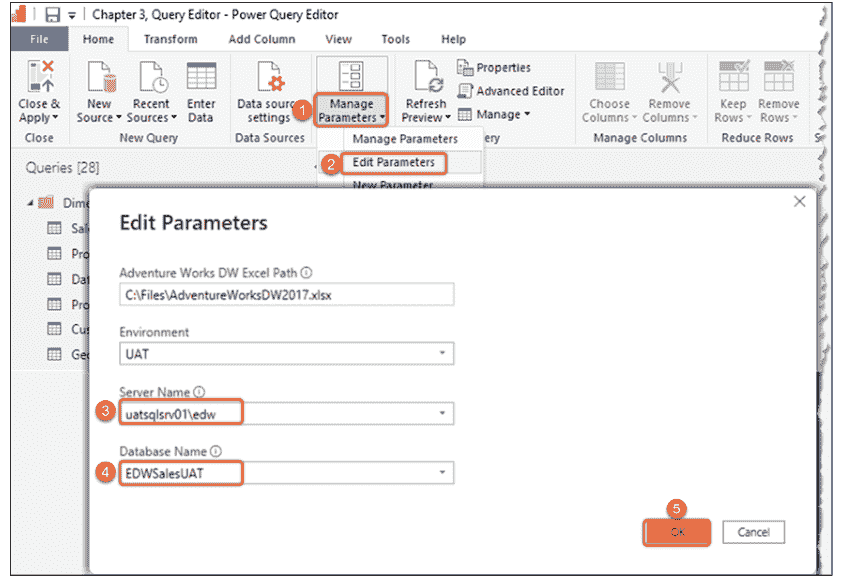 Chapter 3, Query Editor - Power Query Editor
File Home Transform Add Column View Tools Help
Close & Apply
New Source
Recent Sources
Enter Data
Data source settings
1
Manage Parameters
Refresh Preview
Properties
Advanced Editor
Manage
Choose Columns
Remove Columns
Keep Rows
Remove Rows
Close
New Query
Data Sources
Manage Columns
Reduce Rows
Manage Parameters
2
Edit Parameters
New Parameter
Queries [28]
Edit Parameters
Adventure Works DW Excel Path
C:\Files\AdventureWorksDW2017.xlsx
Environment
UAT
Server Name
3
uatsqlsrv01\edw
Database Name
4
EDWSalesUAT
5
OK
Cancel